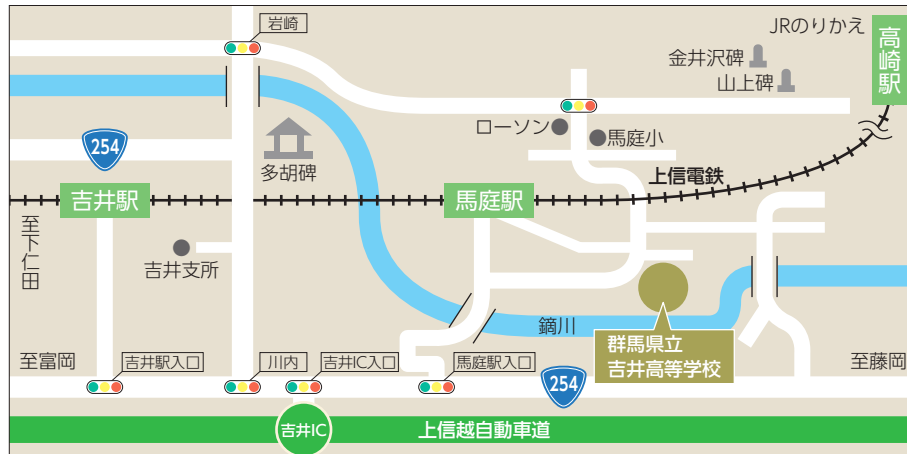 岩崎
JRのりかえ
高崎駅
金井沢碑
山上碑
ローソン
馬庭小
254
多胡碑
上信電鉄
吉井駅
馬庭駅
至下仁田
吉井支所
鏑川
群馬県立
吉井高等学校
至富岡
吉井駅入口
川内
吉井IC入口
馬庭駅入口
254
至藤岡
吉井IC
上信越自動車道